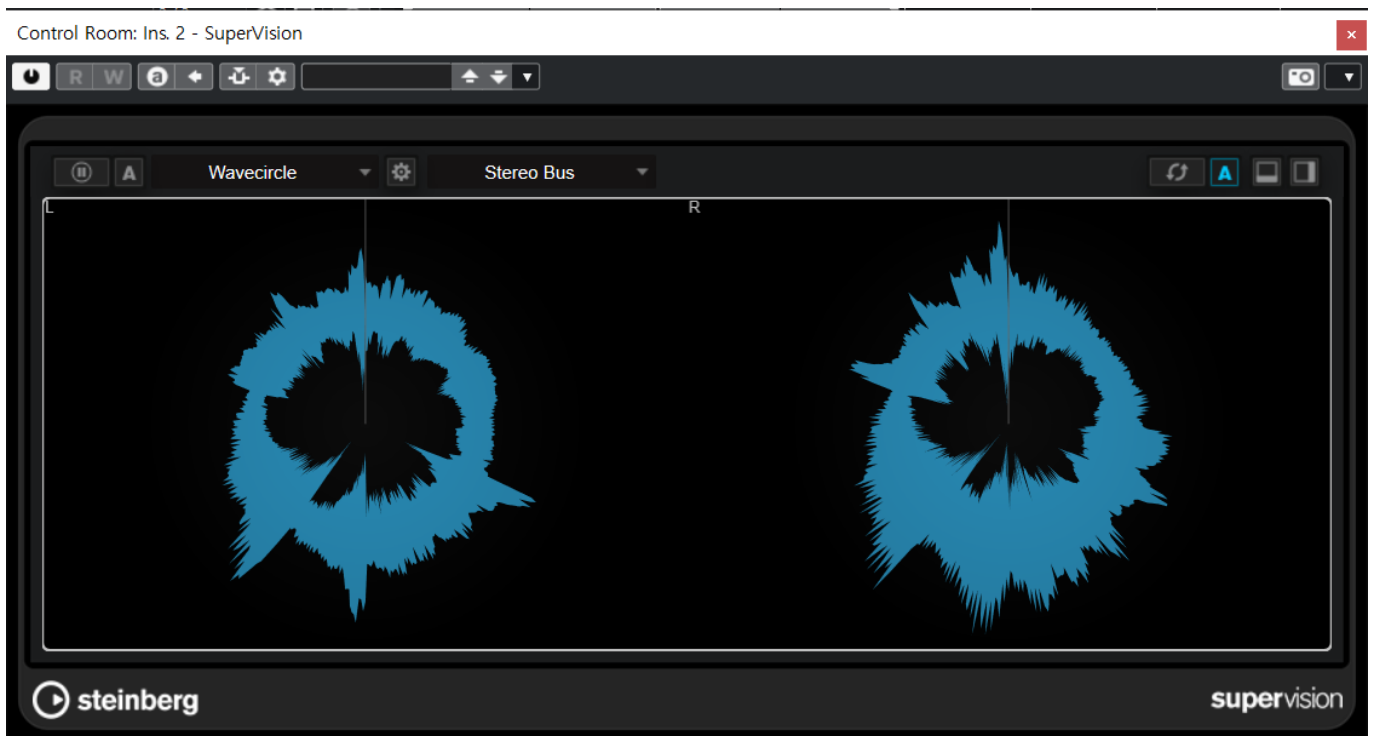 Control Room: Ins. 2 - SuperVision
R W a
A Wavecircle Stereo Bus A
L R
steinberg supervision